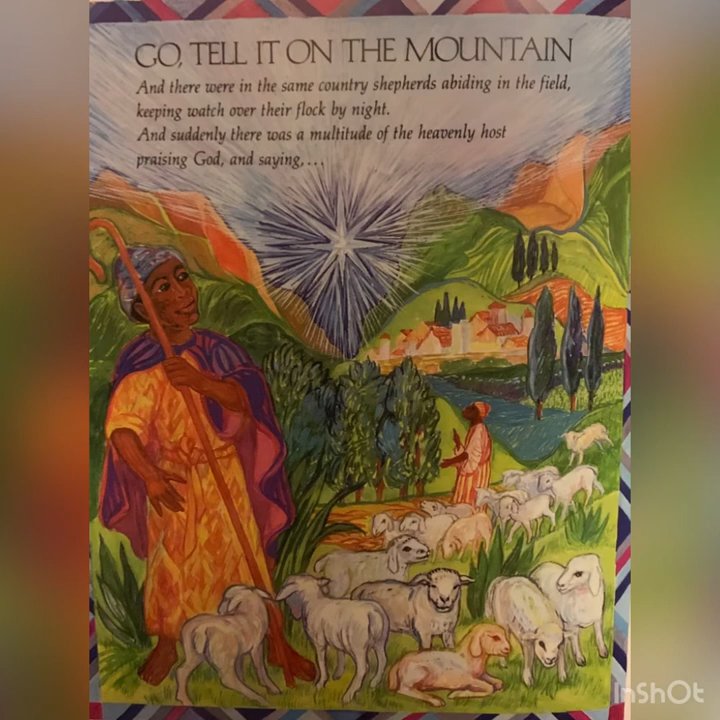 GO, TELL IT ON THE MOUNTAIN
And there were in the same country shepherds abiding in the field,
keeping watch over their flock by night.
And suddenly there was a multitude of the heavenly host
praising God, and saying,...
InShOt